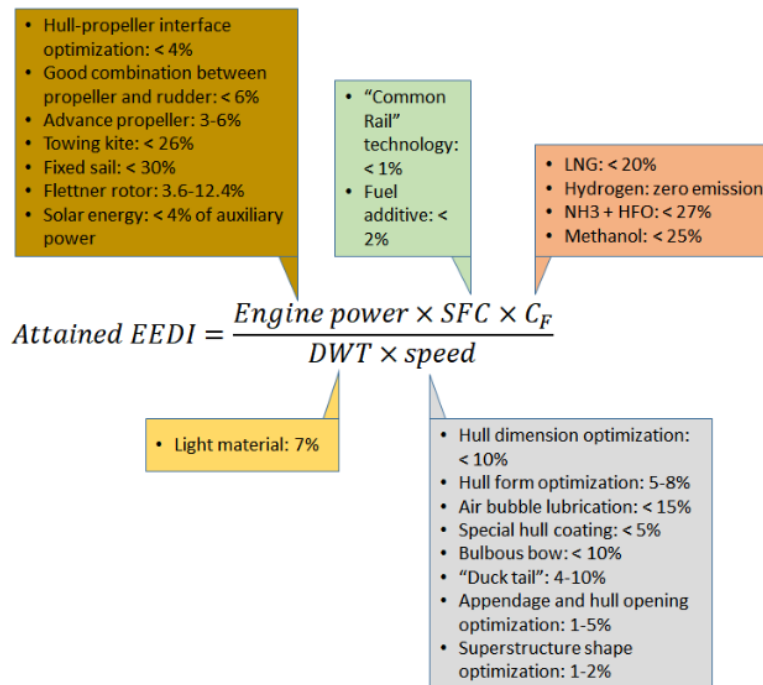 • Hull-propeller interface
optimization: < 4%
• Good combination between
propeller and rudder: < 6%
• Advance propeller: 3-6%
• Towing kite: < 26%
• Fixed sail: < 30%
• Flettner rotor: 3.6-12.4%
• Solar energy: < 4% of auxiliary
power
• “Common
Rail”
technology:
< 1%
• Fuel
additive: <
2%
• LNG: < 20%
• Hydrogen: zero emission
• NH3 + HFO: < 27%
• Methanol: < 25%
Attained EEDI = 
Engine power × SFC × C_F
DWT × speed
• Light material: 7%
• Hull dimension optimization:
< 10%
• Hull form optimization: 5-8%
• Air bubble lubrication: < 15%
• Special hull coating: < 5%
• Bulbous bow: < 10%
• “Duck tail”: 4-10%
• Appendage and hull opening
optimization: 1-5%
• Superstructure shape
optimization: 1-2%